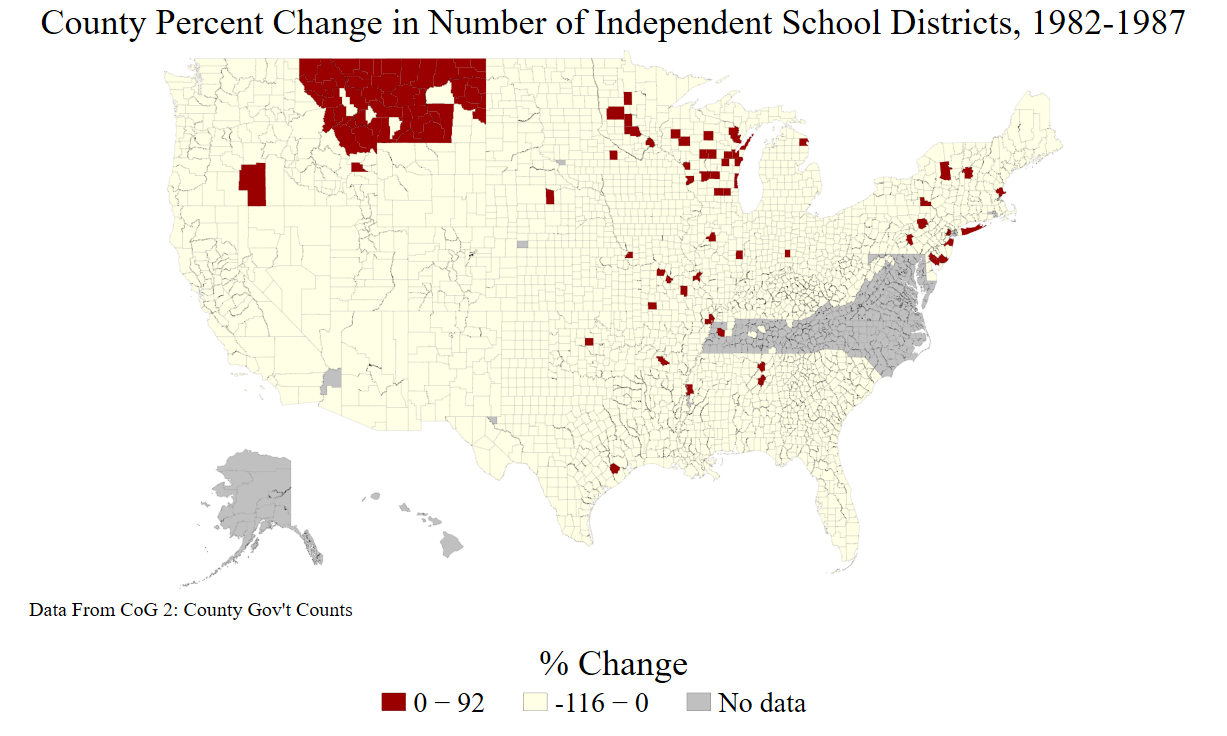 County Percent Change in Number of Independent School Districts, 1982-1987
Data From CoG 2: County Gov't Counts
% Change
0 − 92 -116 − 0 No data